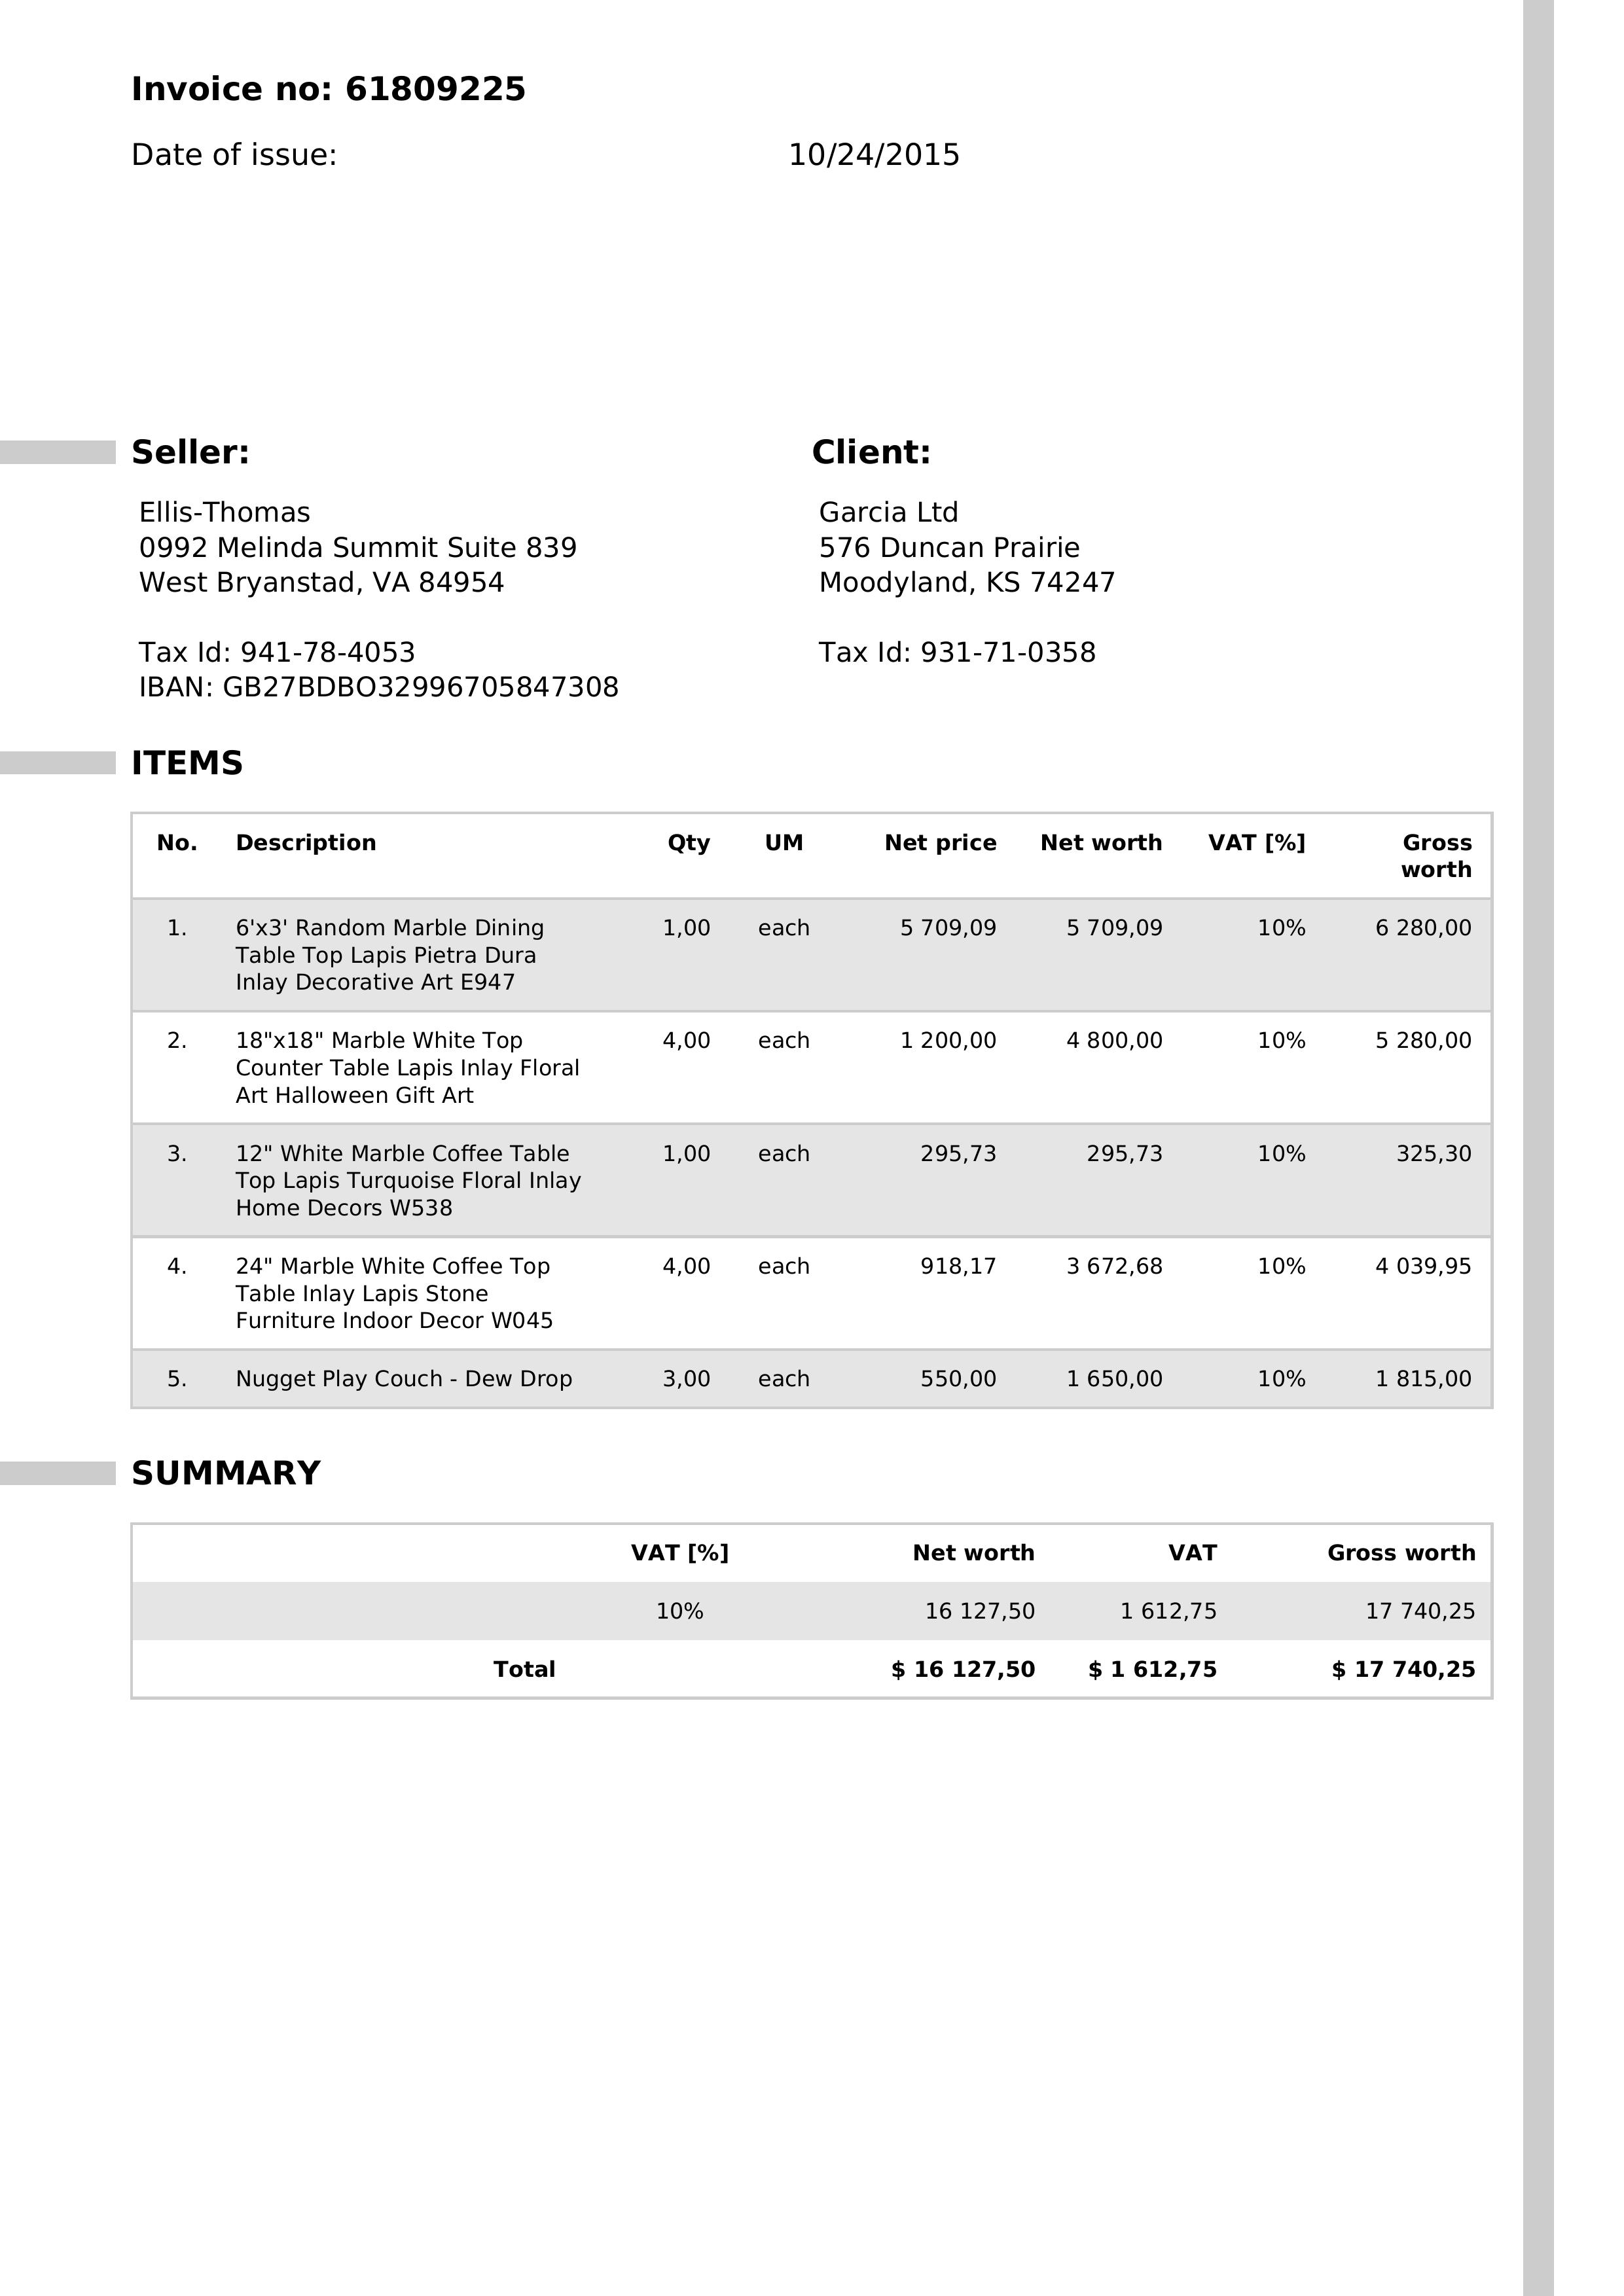 Invoice no: 61809225
Date of issue: 10/24/2015
Seller:
Ellis-Thomas
0992 Melinda Summit Suite 839
West Bryanstad, VA 84954
Tax Id: 941-78-4053
IBAN: GB27BDBO32996705847308
Client:
Garcia Ltd
576 Duncan Prairie
Moodyland, KS 74247
Tax Id: 931-71-0358
ITEMS
No. Description Qty UM Net price Net worth VAT [%] Gross
worth
1. 6'x3' Random Marble Dining 1,00 each 5 709,09 5 709,09 10% 6 280,00
Table Top Lapis Pietra Dura
Inlay Decorative Art E947
2. 18"x18" Marble White Top 4,00 each 1 200,00 4 800,00 10% 5 280,00
Counter Table Lapis Inlay Floral
Art Halloween Gift Art
3. 12" White Marble Coffee Table 1,00 each 295,73 295,73 10% 325,30
Top Lapis Turquoise Floral Inlay
Home Decors W538
4. 24" Marble White Coffee Top 4,00 each 918,17 3 672,68 10% 4 039,95
Table Inlay Lapis Stone
Furniture Indoor Decor W045
5. Nugget Play Couch - Dew Drop 3,00 each 550,00 1 650,00 10% 1 815,00
SUMMARY
VAT [%] Net worth VAT Gross worth
10% 16 127,50 1 612,75 17 740,25
Total $ 16 127,50 $ 1 612,75 $ 17 740,25